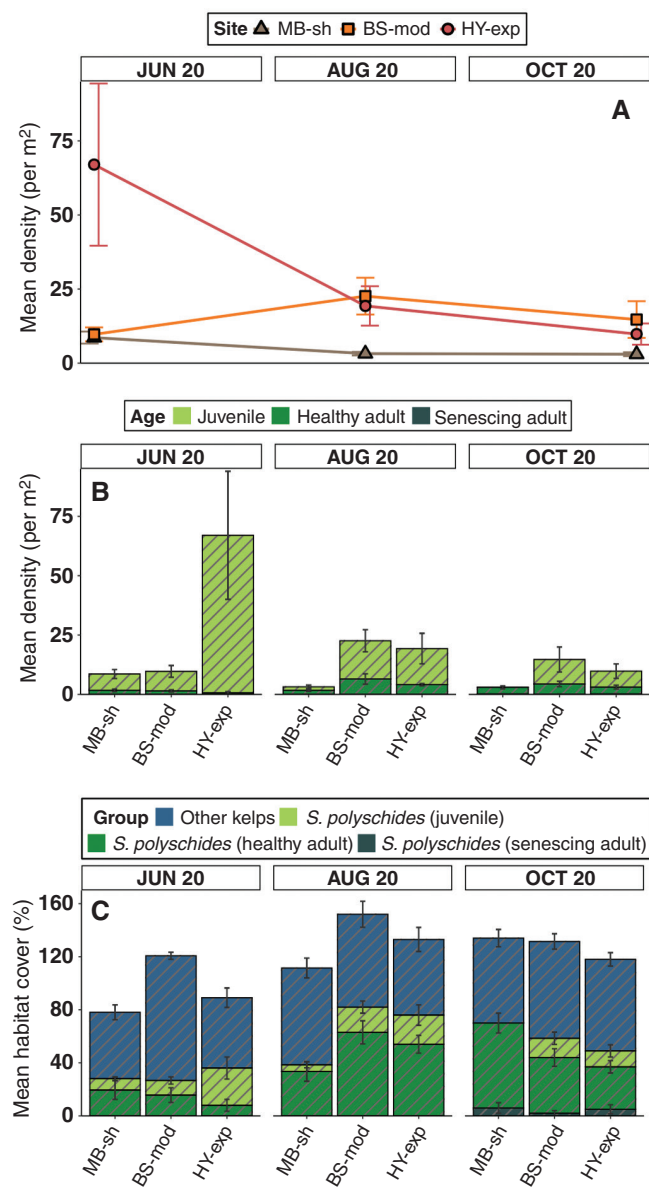 Site MB-sh BS-mod HY-exp
JUN 20 AUG 20 OCT 20
A
Mean density (per m²)
75
50
25
0
Age Juvenile Healthy adult Senescing adult
JUN 20 AUG 20 OCT 20
B
Mean density (per m²)
75
50
25
0
MB-sh BS-mod HY-exp MB-sh BS-mod HY-exp MB-sh BS-mod HY-exp
Group Other kelps S. polyschides (juvenile)
S. polyschides (healthy adult) S. polyschides (senescing adult)
JUN 20 AUG 20 OCT 20
C
Mean habitat cover (%)
160
120
80
40
0
MB-sh BS-mod HY-exp MB-sh BS-mod HY-exp MB-sh BS-mod HY-exp